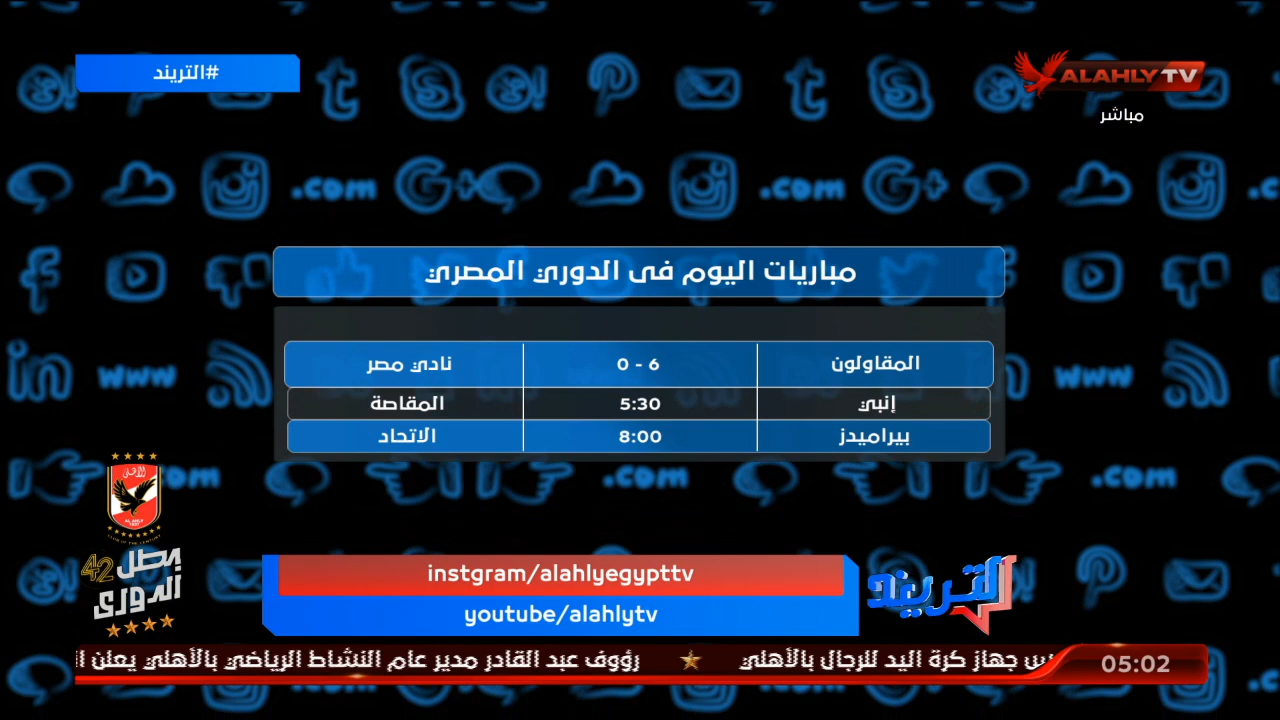 #التريند
ALAHLY TV
مباشر
مباريات اليوم فى الدوري المصري
المقاولون 6 - 0 نادي مصر
إنبي 5:30 المقاصة
بيراميدز 8:00 الاتحاد
بطل الدورى 42
instgram/alahlyegypttv
youtube/alahlytv
التريند
جهاز كرة اليد للرجال بالأهلي
رؤوف عبد القادر مدير عام النشاط الرياضي بالأهلي يعلن
05:02